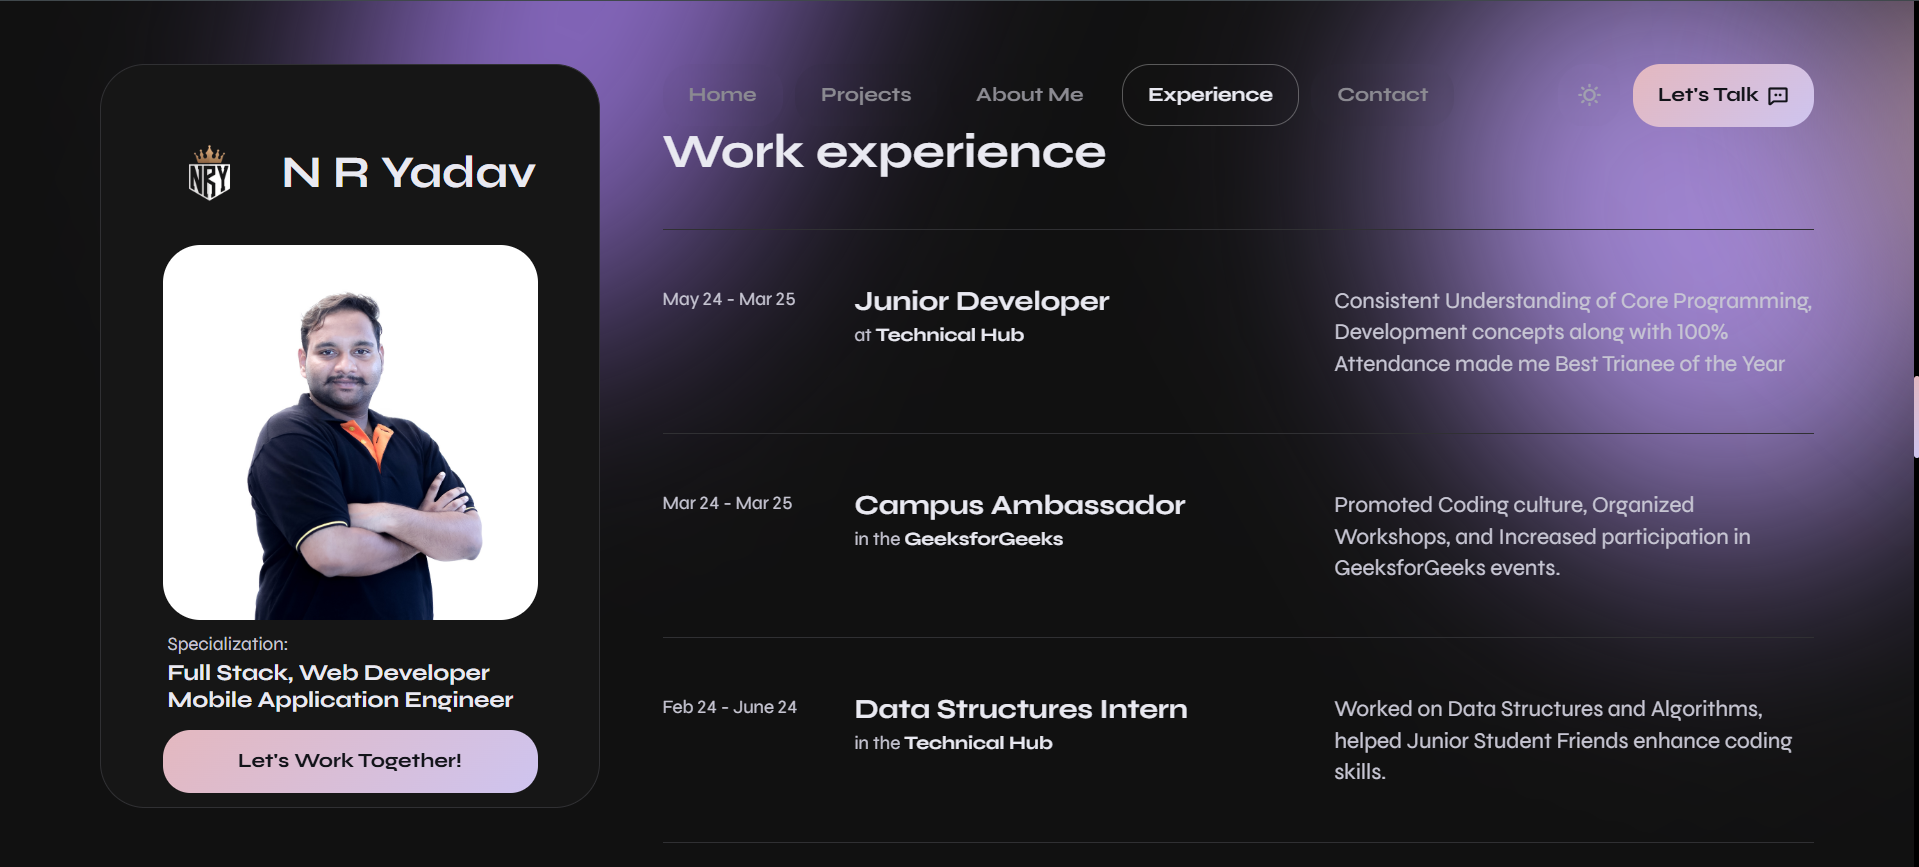 NRY
N R Yadav
Specialization:
Full Stack, Web Developer
Mobile Application Engineer
Let's Work Together!
Home
Projects
About Me
Experience
Contact
Let's Talk
Work experience
May 24 - Mar 25
Junior Developer
at Technical Hub
Consistent Understanding of Core Programming,
Development concepts along with 100%
Attendance made me Best Trianee of the Year
Mar 24 - Mar 25
Campus Ambassador
in the GeeksforGeeks
Promoted Coding culture, Organized
Workshops, and Increased participation in
GeeksforGeeks events.
Feb 24 - June 24
Data Structures Intern
in the Technical Hub
Worked on Data Structures and Algorithms,
helped Junior Student Friends enhance coding
skills.